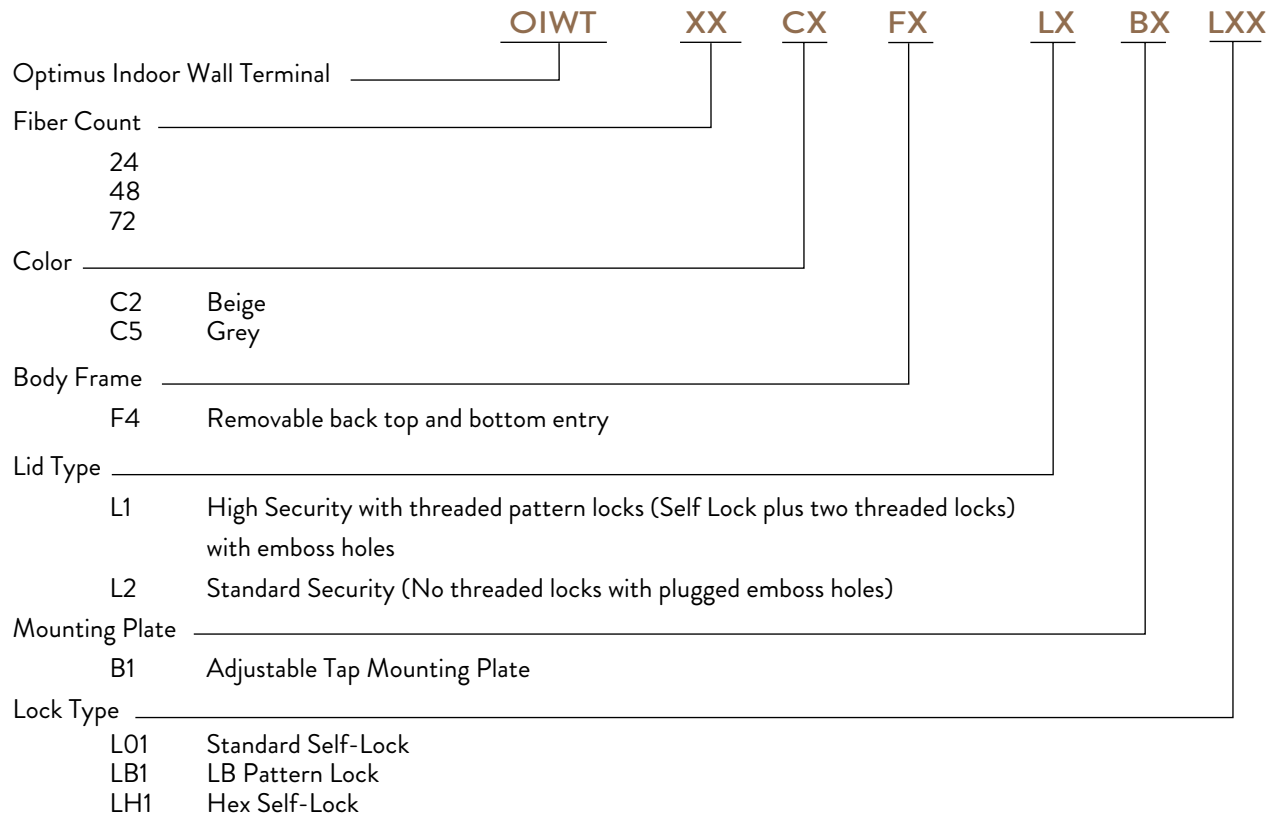 OIWT XX CX FX LX BX LXX
Optimus Indoor Wall Terminal
Fiber Count
24
48
72
Color
C2 Beige
C5 Grey
Body Frame
F4 Removable back top and bottom entry
Lid Type
L1 High Security with threaded pattern locks (Self Lock plus two threaded locks)
with emboss holes
L2 Standard Security (No threaded locks with plugged emboss holes)
Mounting Plate
B1 Adjustable Tap Mounting Plate
Lock Type
L01 Standard Self-Lock
LB1 LB Pattern Lock
LH1 Hex Self-Lock